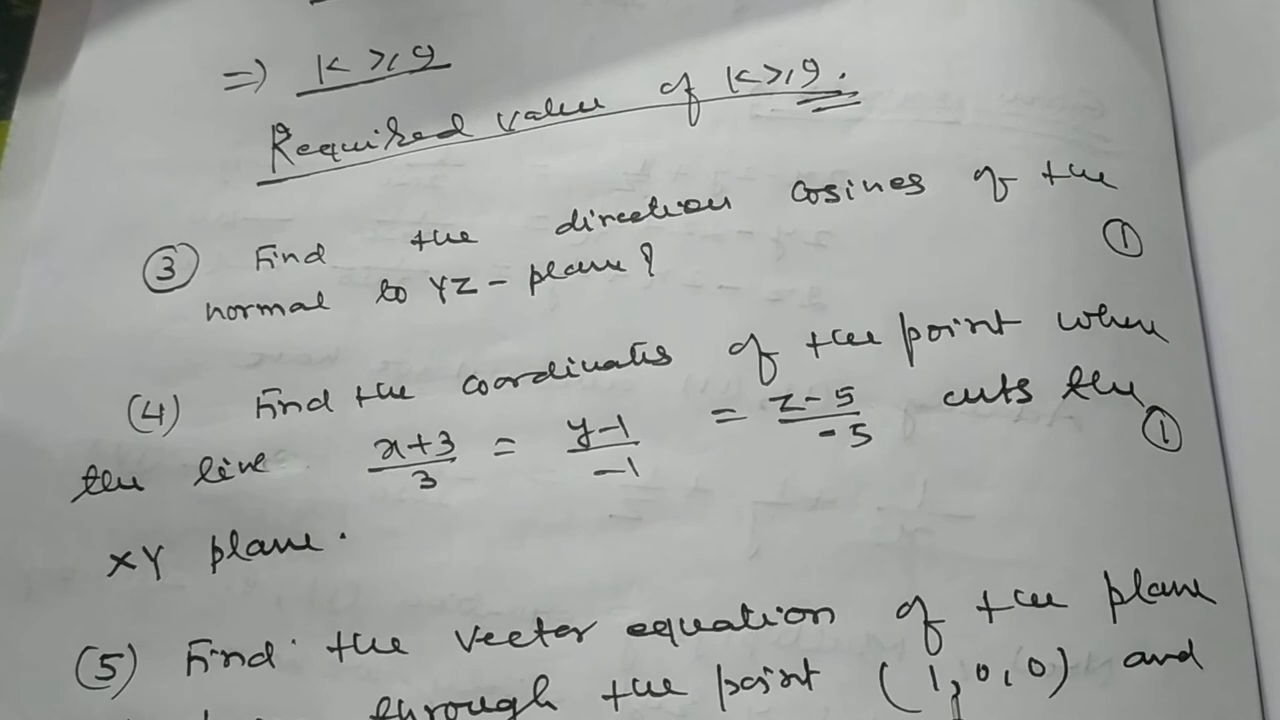 =) K ≥ 9
Required value of K ≥ 9.
③ Find the direction cosines of the
normal to YZ - plane? ①
(4) Find the coordinates of the point where
the line x+3/3 = y-1/-1 = z-5/-5 cuts the ①
XY plane.
(5) Find the vector equation of the plane
through the point (1,0,0) and